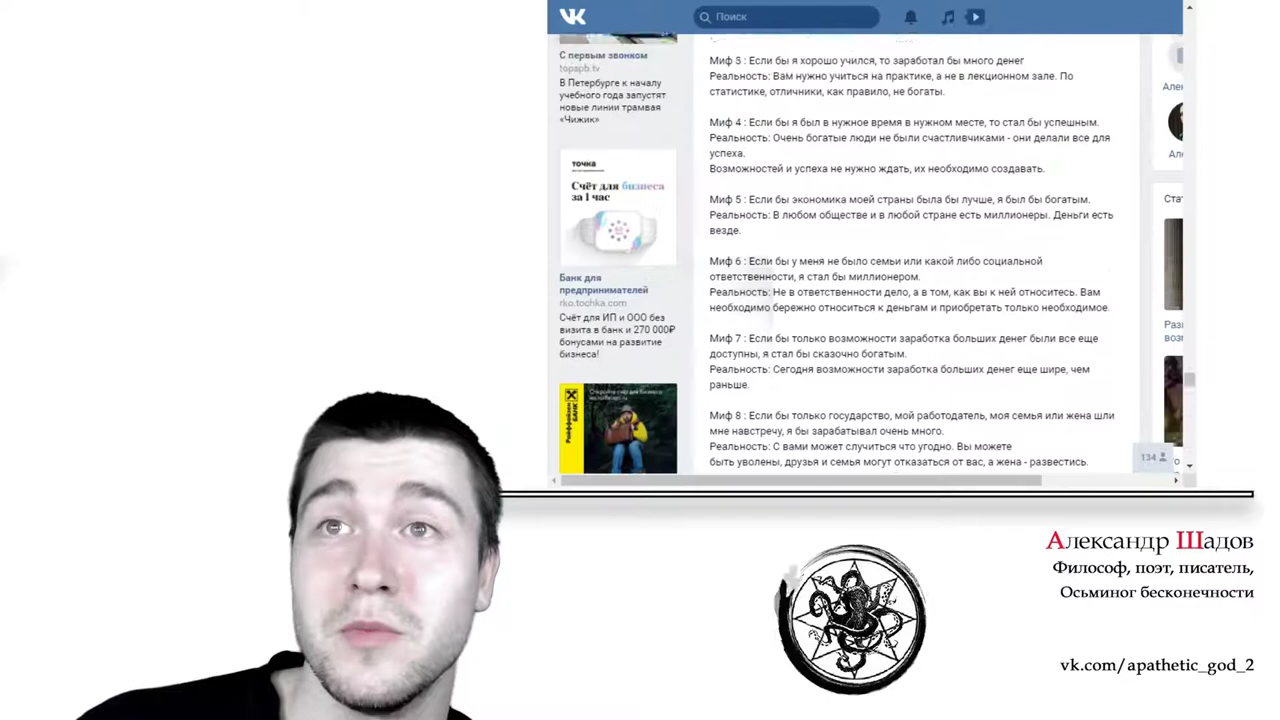 Поиск
С первым звонком
topspb.tv
В Петербурге к началу
учебного года запустят
новые линии трамвая
«Чижик»
точка
Счёт для бизнеса
за 1 час
Банк для
предпринимателей
rko.tochka.com
Счёт для ИП и ООО без
визита в банк и 270 000₽
бонусами на развитие
бизнеса!
Райффайзен
БАНК
Миф 3 : Если бы я хорошо учился, то заработал бы много денег
Реальность: Вам нужно учиться на практике, а не в лекционном зале. По
статистике, отличники, как правило, не богаты.
Миф 4 : Если бы я был в нужное время в нужном месте, то стал бы успешным.
Реальность: Очень богатые люди не были счастливчиками - они делали все для
успеха.
Возможностей и успеха не нужно ждать, их необходимо создавать.
Миф 5 : Если бы экономика моей страны была бы лучше, я был бы богатым.
Реальность: В любом обществе и в любой стране есть миллионеры. Деньги есть
везде.
Миф 6 : Если бы у меня не было семьи или какой либо социальной
ответственности, я стал бы миллионером.
Реальность: Не в ответственности дело, а в том, как вы к ней относитесь. Вам
необходимо бережно относиться к деньгам и приобретать только необходимое.
Миф 7 : Если бы только возможности заработка больших денег были все еще
доступны, я стал бы сказочно богатым.
Реальность: Сегодня возможности заработка больших денег еще шире, чем
раньше.
Миф 8 : Если бы только государство, мой работодатель, моя семья или жена шли
мне навстречу, я бы зарабатывал очень много.
Реальность: С вами может случиться что угодно. Вы можете
быть уволены, друзья и семья могут отказаться от вас, а жена - развестись.
134
Александр Шадов
Философ, поэт, писатель,
Осьминог бесконечности
vk.com/apathetic_god_2